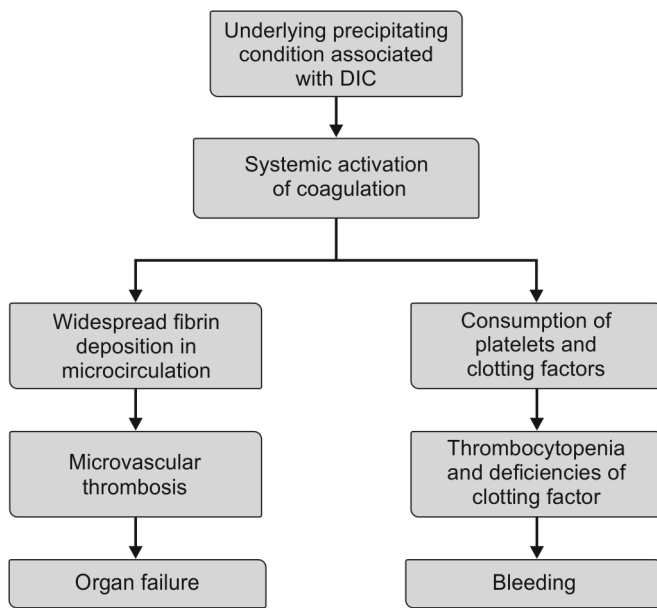 Underlying precipitating
condition associated
with DIC
Systemic activation
of coagulation
Widespread fibrin
deposition in
microcirculation
Consumption of
platelets and
clotting factors
Microvascular
thrombosis
Thrombocytopenia
and deficiencies of
clotting factor
Organ failure
Bleeding